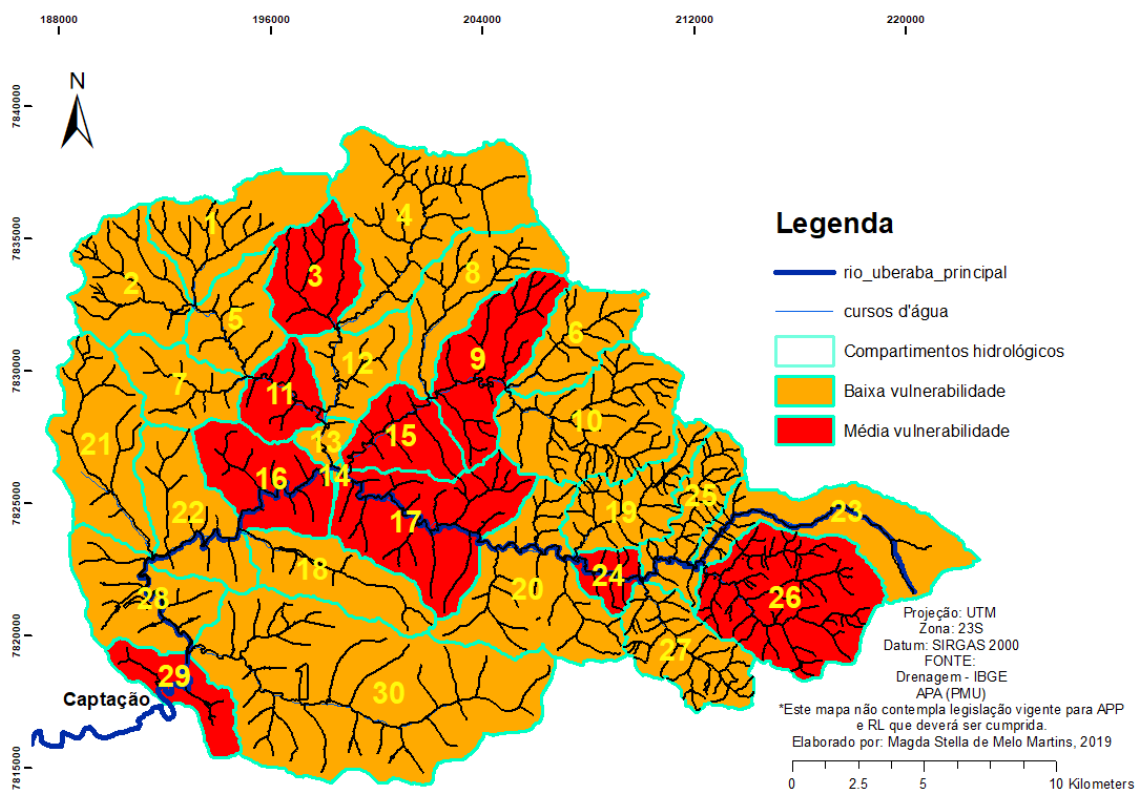 188000 196000 204000 212000 220000
N
7840000
7835000
7830000
7825000
7820000
7815000
1
2
3
4
5
6
7
8
9
10
11
12
13
14
15
16
17
18
19
20
21
22
23
24
25
26
27
28
29
30
Captação
Legenda
rio_uberaba_principal
cursos d'água
Compartimentos hidrológicos
Baixa vulnerabilidade
Média vulnerabilidade
Projeção: UTM
Zona: 23S
Datum: SIRGAS 2000
FONTE:
Drenagem - IBGE
APA (PMU)
*Este mapa não contempla legislação vigente para APP
e RL que deverá ser cumprida.
Elaborado por: Magda Stella de Melo Martins, 2019
0 2.5 5 10 Kilometers